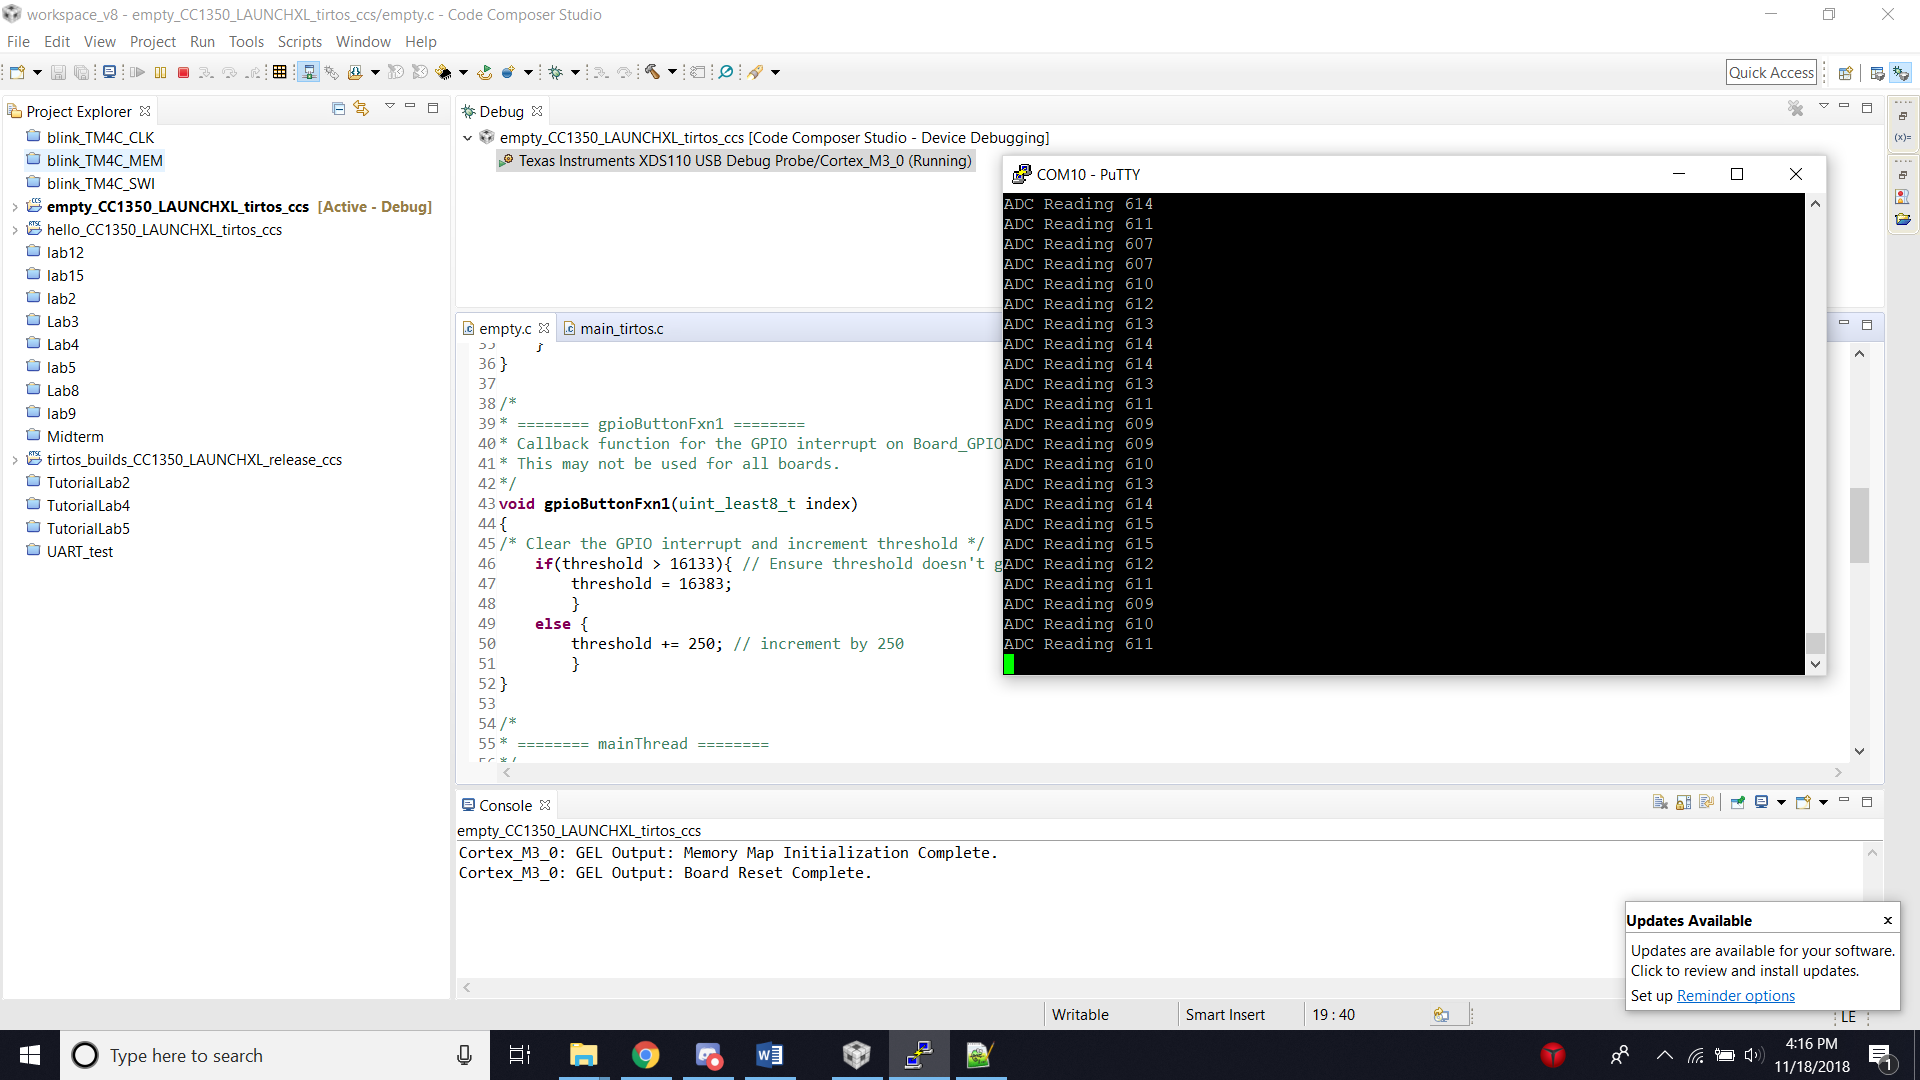 workspace_v8 - empty_CC1350_LAUNCHXL_tirtos_ccs/empty.c - Code Composer Studio
File Edit View Project Run Tools Scripts Window Help
Quick Access
Project Explorer
blink_TM4C_CLK
blink_TM4C_MEM
blink_TM4C_SWI
empty_CC1350_LAUNCHXL_tirtos_ccs [Active - Debug]
hello_CC1350_LAUNCHXL_tirtos_ccs
lab12
lab15
lab2
Lab3
Lab4
lab5
Lab8
lab9
Midterm
tirtos_builds_CC1350_LAUNCHXL_release_ccs
TutorialLab2
TutorialLab4
TutorialLab5
UART_test
Debug
empty_CC1350_LAUNCHXL_tirtos_ccs [Code Composer Studio - Device Debugging]
Texas Instruments XDS110 USB Debug Probe/Cortex_M3_0 (Running)
empty.c main_tirtos.c
35 }
36 }
37
38 /*
39 * ======== gpioButtonFxn1 ========
40 * Callback function for the GPIO interrupt on Board_GPIO
41 * This may not be used for all boards.
42 */
43 void gpioButtonFxn1(uint_least8_t index)
44 {
45 /* Clear the GPIO interrupt and increment threshold */
46 if(threshold > 16133){ // Ensure threshold doesn't g
47 threshold = 16383;
48 }
49 else {
50 threshold += 250; // increment by 250
51 }
52 }
53
54 /*
55 * ======== mainThread ========
56 */
COM10 - PuTTY
ADC Reading 614
ADC Reading 611
ADC Reading 607
ADC Reading 607
ADC Reading 610
ADC Reading 612
ADC Reading 613
ADC Reading 614
ADC Reading 614
ADC Reading 613
ADC Reading 611
ADC Reading 609
ADC Reading 609
ADC Reading 610
ADC Reading 613
ADC Reading 614
ADC Reading 615
ADC Reading 615
ADC Reading 612
ADC Reading 611
ADC Reading 609
ADC Reading 610
ADC Reading 611
Console
empty_CC1350_LAUNCHXL_tirtos_ccs
Cortex_M3_0: GEL Output: Memory Map Initialization Complete.
Cortex_M3_0: GEL Output: Board Reset Complete.
Updates Available x
Updates are available for your software.
Click to review and install updates.
Set up Reminder options
Writable Smart Insert 19 : 40 LE
Type here to search
4:16 PM
11/18/2018
1